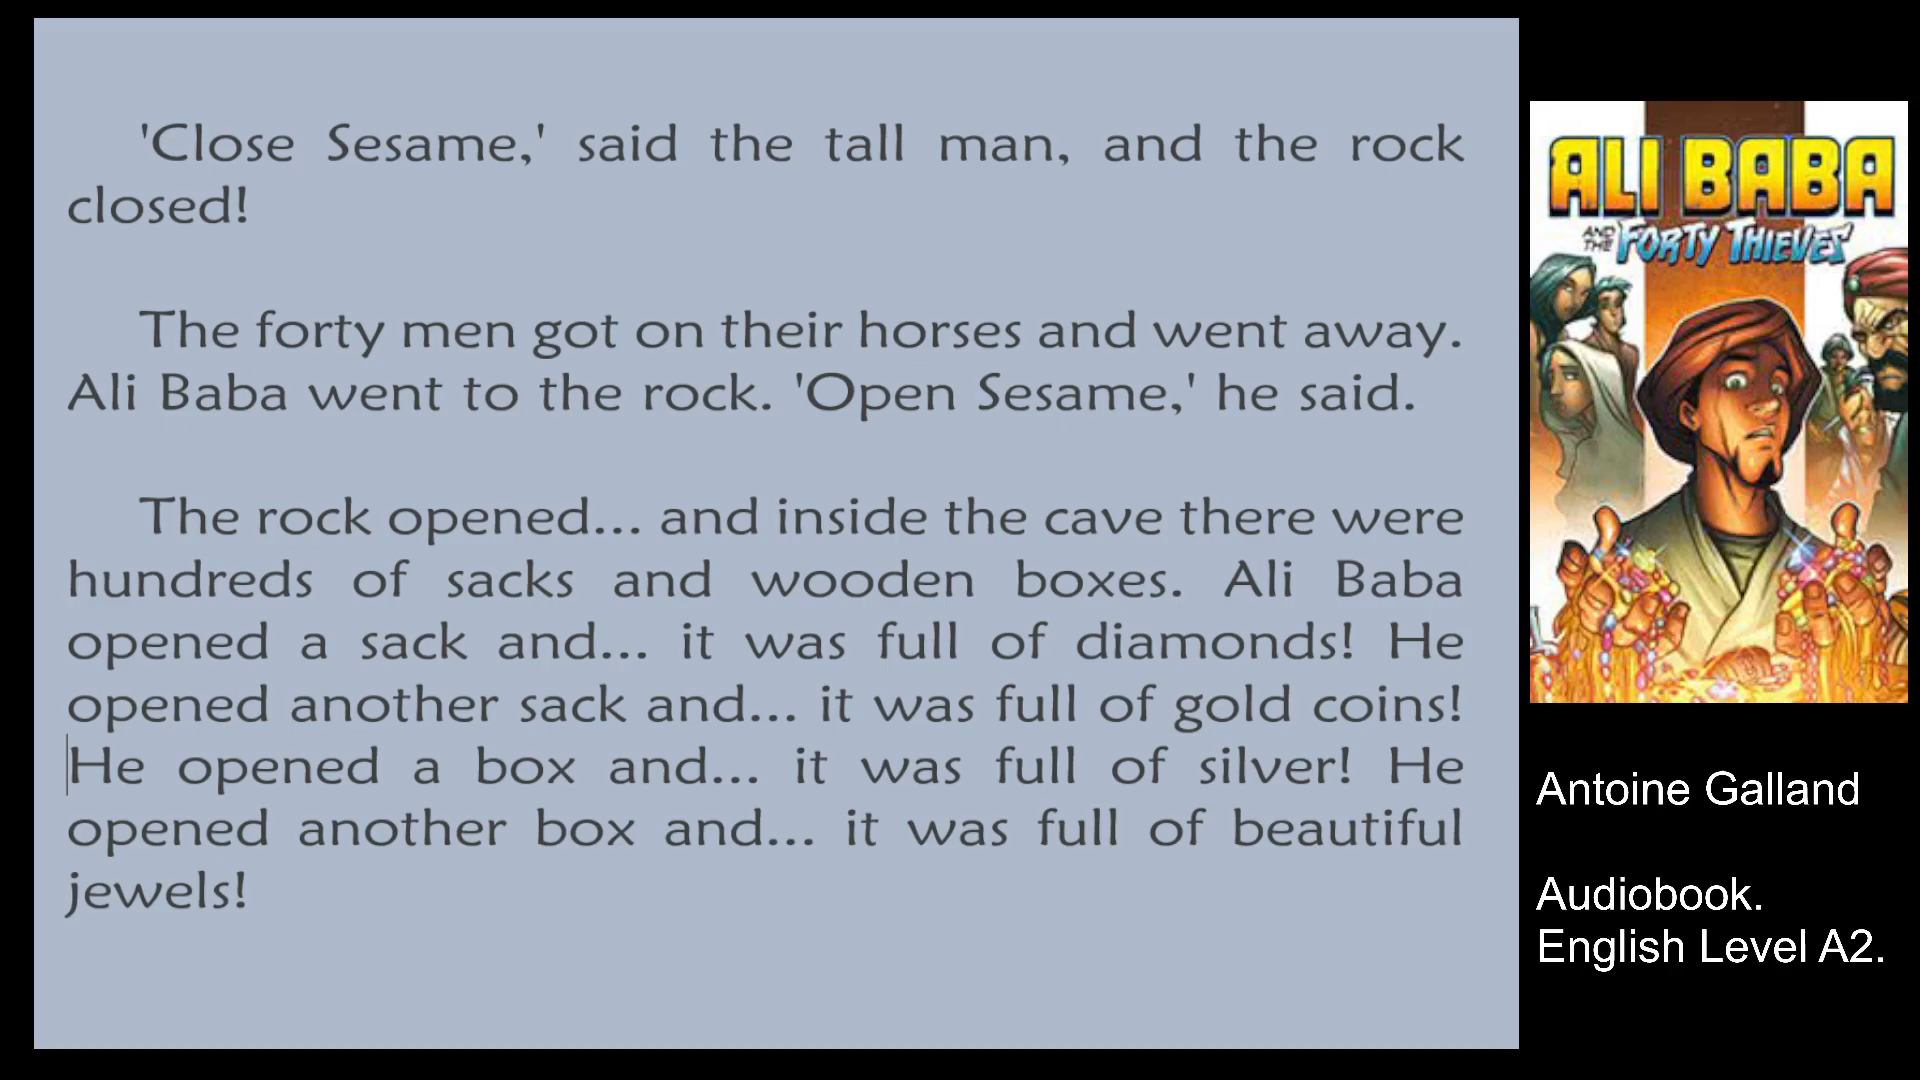 'Close Sesame,' said the tall man, and the rock
closed!
The forty men got on their horses and went away.
Ali Baba went to the rock. 'Open Sesame,' he said.
The rock opened... and inside the cave there were
hundreds of sacks and wooden boxes. Ali Baba
opened a sack and... it was full of diamonds! He
opened another sack and... it was full of gold coins!
He opened a box and... it was full of silver! He
opened another box and... it was full of beautiful
jewels!
ALI BABA
AND THE FORTY THIEVES
Antoine Galland
Audiobook.
English Level A2.